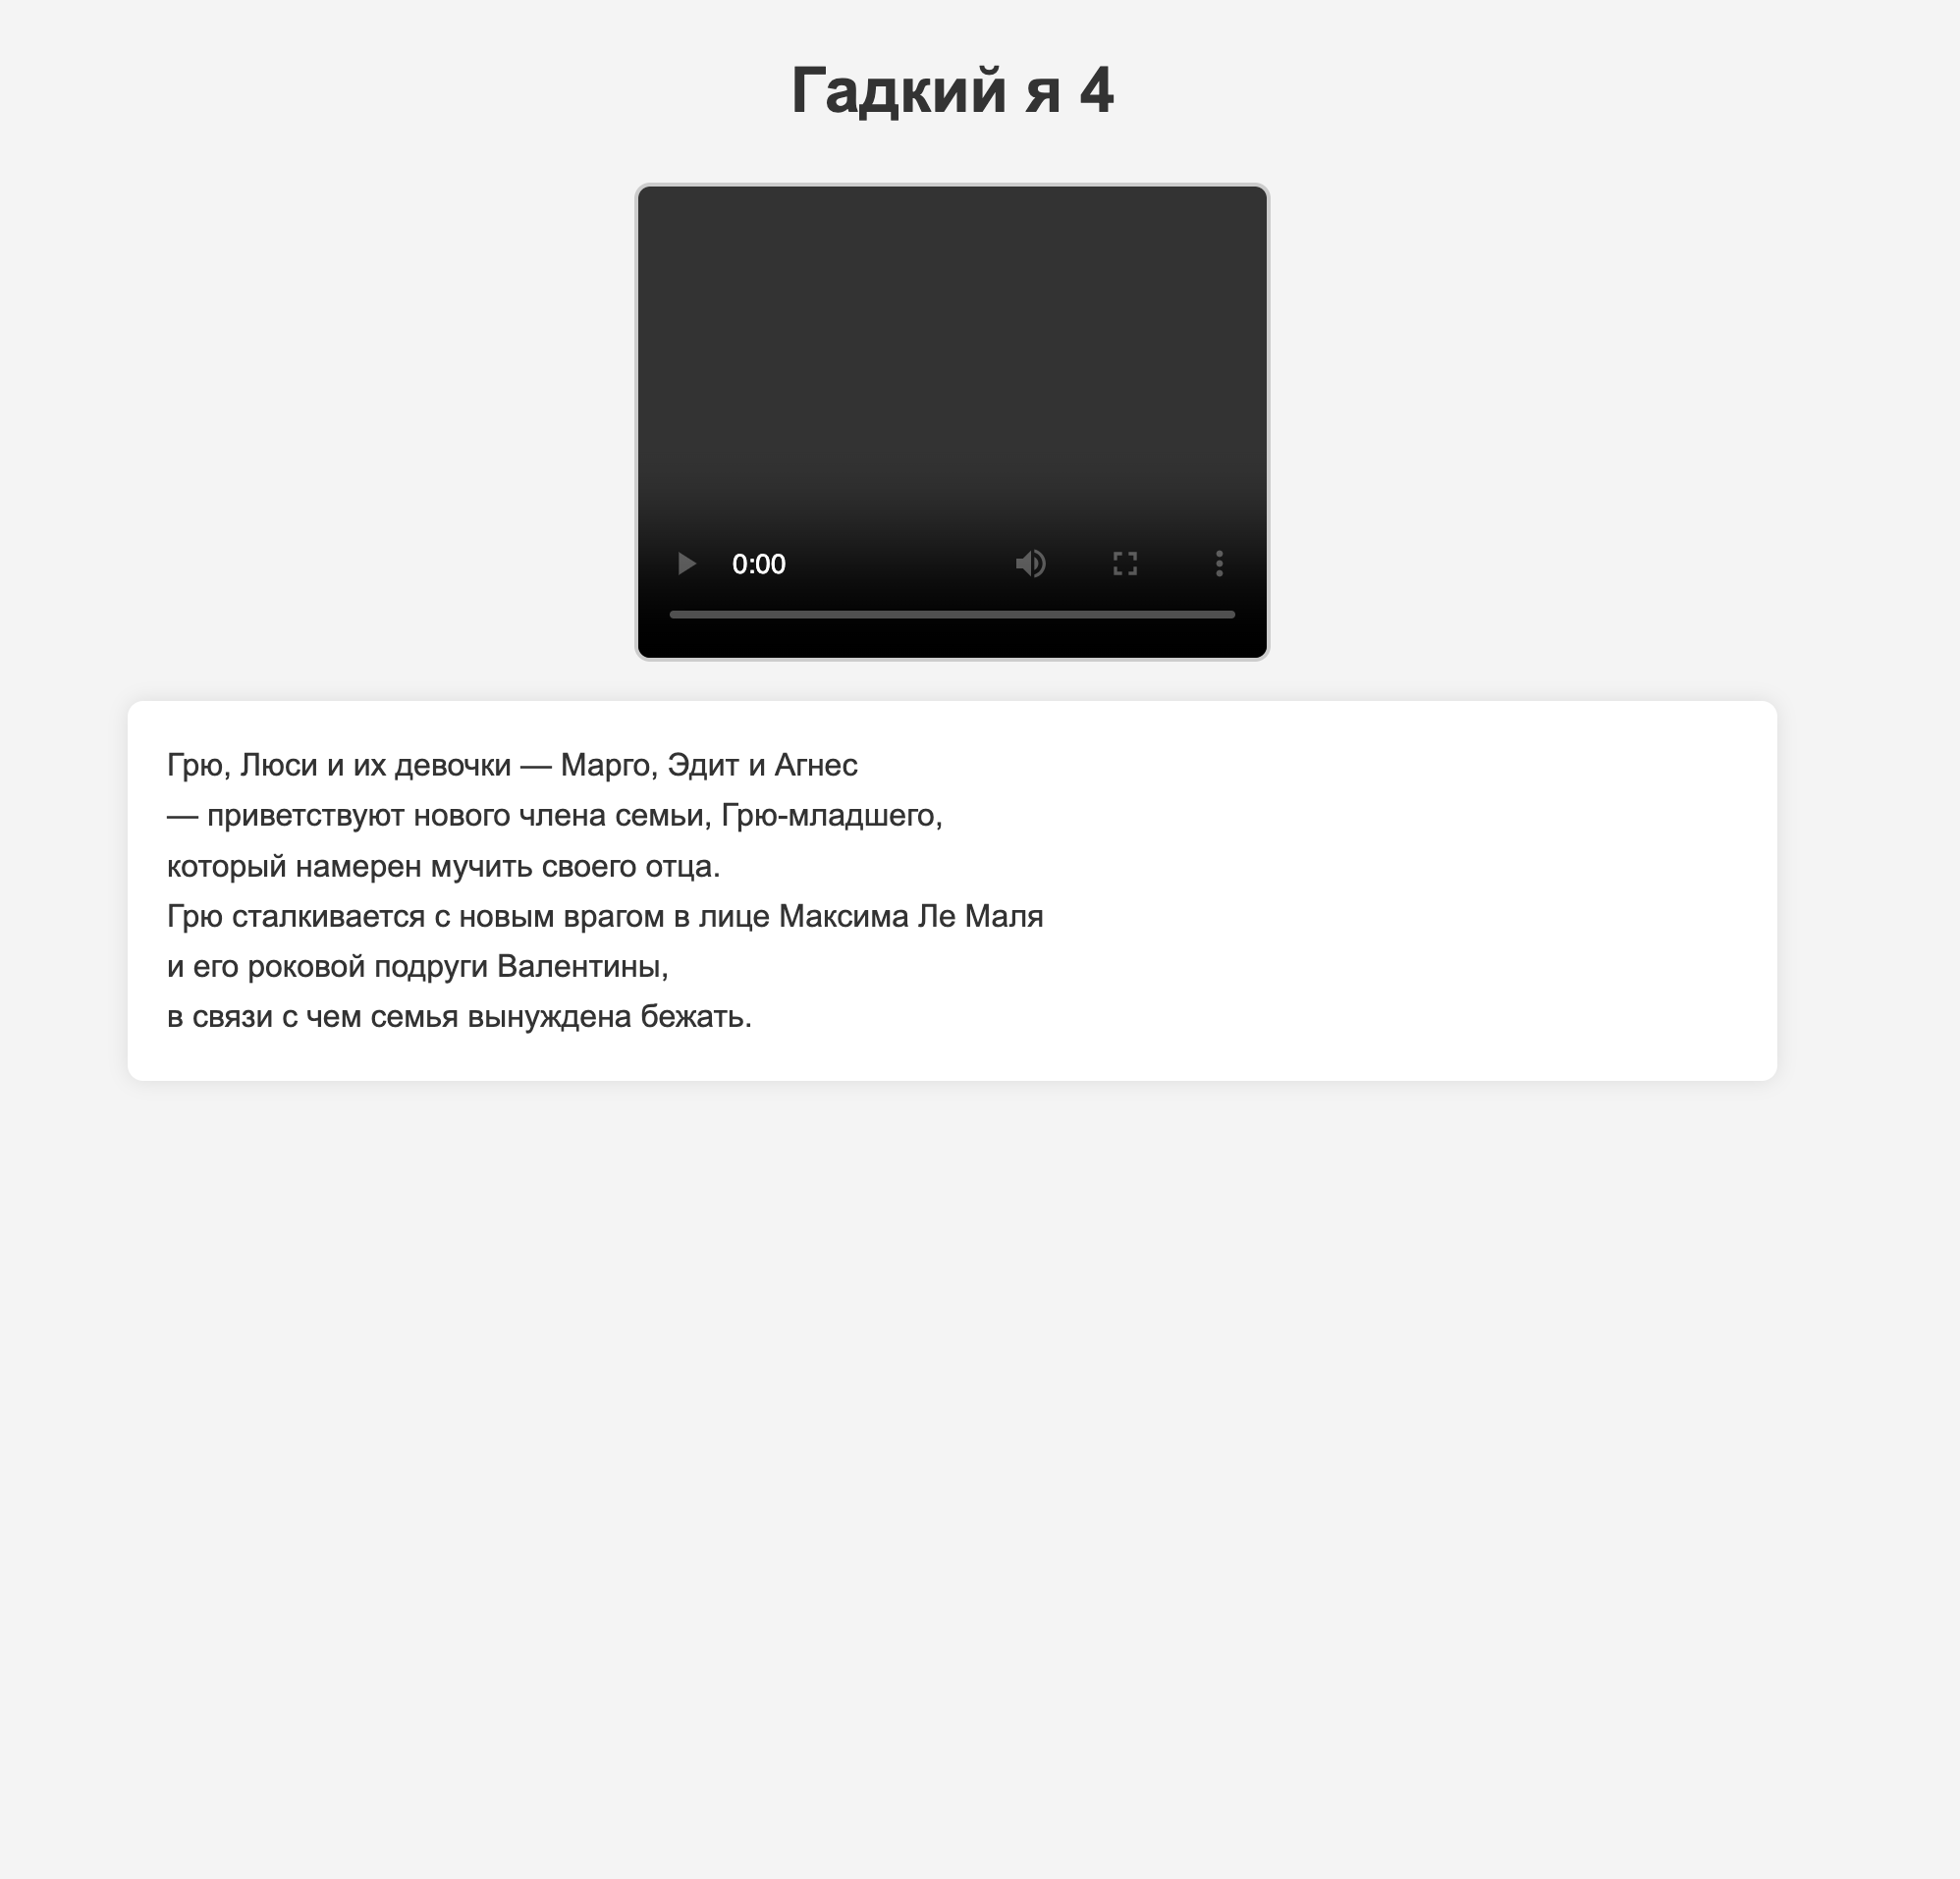 Гадкий я 4
0:00
Грю, Люси и их девочки — Марго, Эдит и Агнес
— приветствуют нового члена семьи, Грю-младшего,
который намерен мучить своего отца.
Грю сталкивается с новым врагом в лице Максима Ле Маля
и его роковой подруги Валентины,
в связи с чем семья вынуждена бежать.